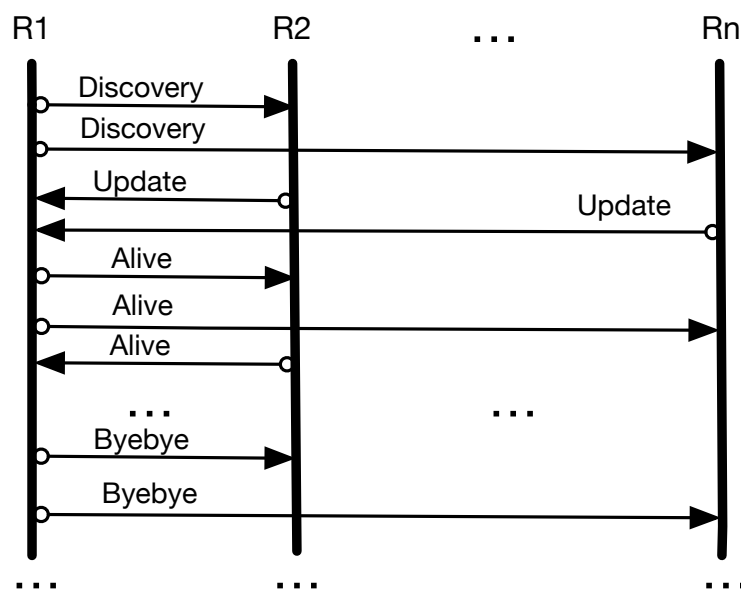 R1 R2 ... Rn
Discovery
Discovery
Update
Update
Alive
Alive
Alive
... ...
Byebye
Byebye
... ... ...